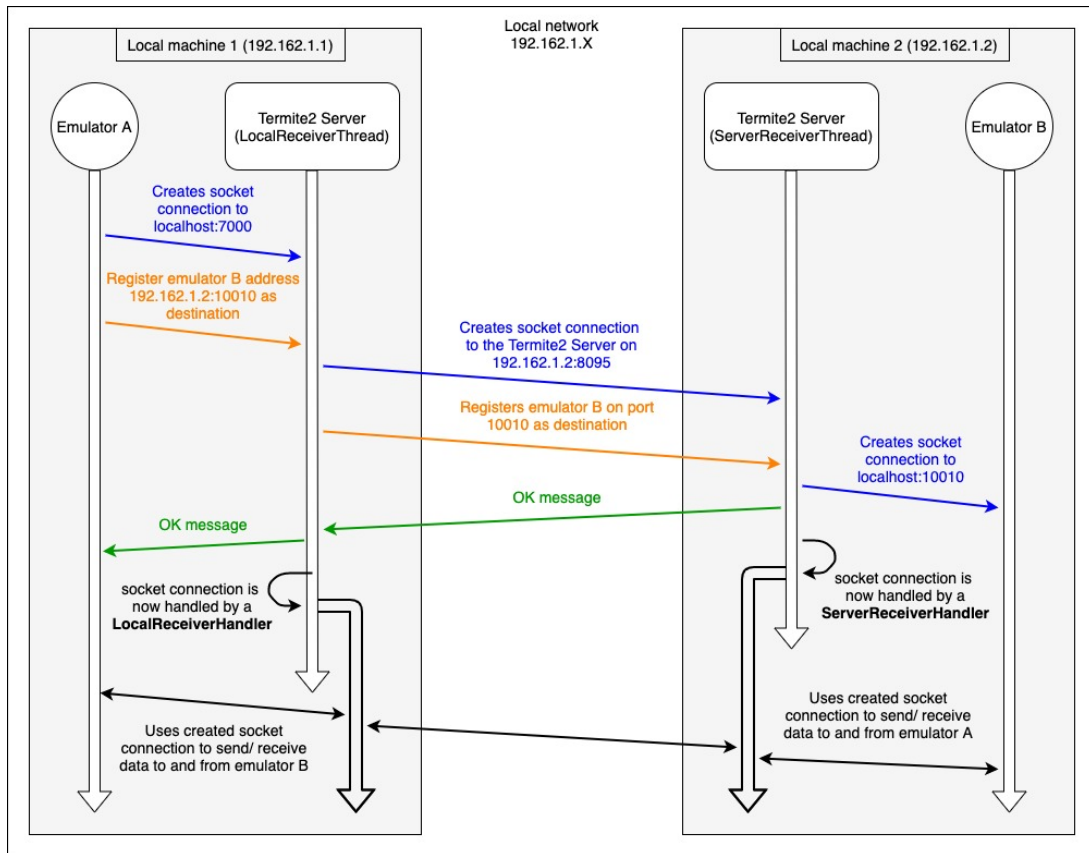 Local network
192.162.1.X
Local machine 1 (192.162.1.1)
Local machine 2 (192.162.1.2)
Emulator A
Termite2 Server
(LocalReceiverThread)
Termite2 Server
(ServerReceiverThread)
Emulator B
Creates socket
connection to
localhost:7000
Register emulator B address
192.162.1.2:10010 as
destination
Creates socket connection
to the Termite2 Server on
192.162.1.2:8095
Registers emulator B on port
10010 as destination
Creates socket
connection to
localhost:10010
OK message
OK message
socket connection is
now handled by a
LocalReceiverHandler
socket connection is
now handled by a
ServerReceiverHandler
Uses created socket
connection to send/ receive
data to and from emulator B
Uses created socket
connection to send/ receive
data to and from emulator A